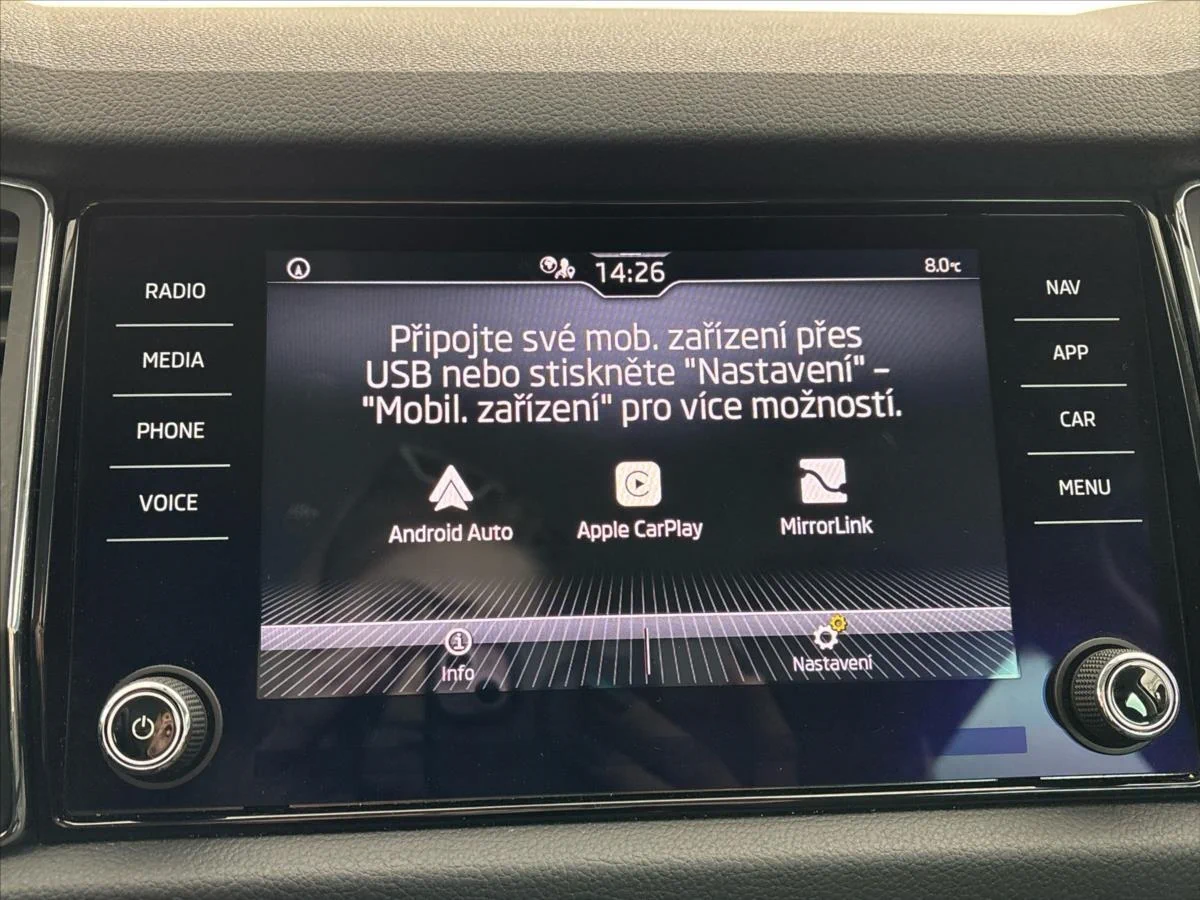 14:26
8.0°C
RADIO
MEDIA
PHONE
VOICE
Připojte své mob. zařízení přes
USB nebo stiskněte "Nastavení" –
"Mobil. zařízení" pro více možností.
Android Auto
Apple CarPlay
MirrorLink
Info
Nastavení
NAV
APP
CAR
MENU